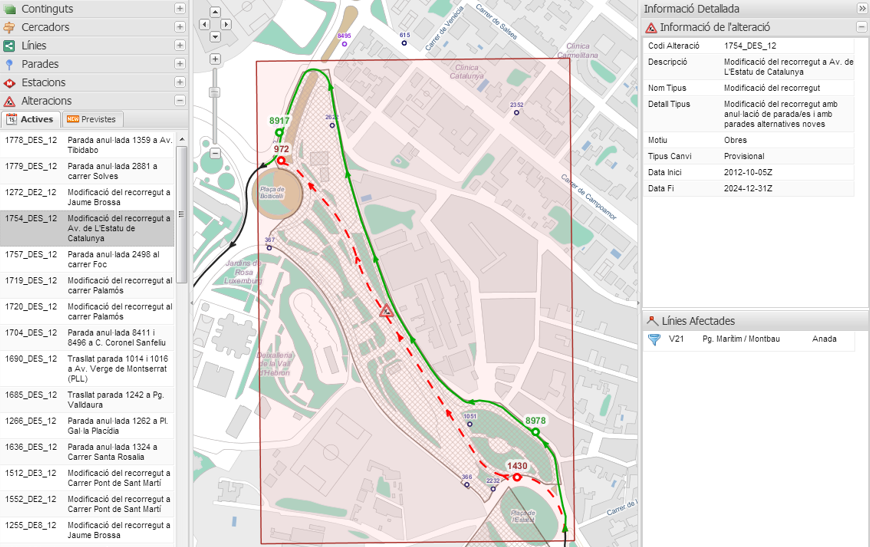 Continguts
Cercadors
Línies
Parades
Estacions
Alteracions
Actives
NEW Previstes
1778_DES_12 Parada anul·lada 1359 a Av.
Tibidabo
1779_DES_12 Parada anul·lada 2881 a
carrer Solves
1272_DE2_12 Modificació del recorregut a
Jaume Brossa
1754_DES_12 Modificació del recorregut a
Av. de L'Estatu de
Catalunya
1757_DES_12 Parada anul·lada 2498 al
carrer Foc
1719_DES_12 Modificació del recorregut al
carrer Palamós
1720_DES_12 Modificació del recorregut al
carrer Palamós
1704_DES_12 Parada anul·lada 8411 i
8496 a C. Coronel Sanfeliu
1690_DES_12 Trasllat parada 1014 i 1016
a Av. Verge de Montserrat
(PLL)
1685_DES_12 Trasllat parada 1242 a Pg.
Valldaura
1266_DE5_12 Parada anul·lada 1262 a Pl.
Gal·la Placídia
1636_DES_12 Parada anul·lada 1324 a
Carrer Santa Rosalia
1512_DE3_12 Modificació del recorregut a
Carrer Pont de Sant Martí
1552_DE2_12 Modificació del recorregut a
Carrer Pont de Sant Martí
1255_DE8_12 Modificació del recorregut a
Jaume Brossa
8495
615
Carrer de Venècia
Carrer de Salses
Clínica
Catalunya
Clínica
Carmelitana
2352
8917
972
Plaça de
Botticelli
367
Jardins de
Rosa
Luxemburg
Carrer de Campoamor
Deixalleria
de la Vall
d'Hebron
1051
8978
1430
366
2232
Plaça de
l'Estatut
Informació Detallada
Informació de l'alteració
Codi Alteració 1754_DES_12
Descripció Modificació del recorregut a Av. de
L'Estatu de Catalunya
Nom Tipus Modificació del recorregut
Detall Tipus Modificació del recorregut amb
anul·lació de parada/es i amb
parades alternatives noves
Motiu Obres
Tipus Canvi Provisional
Data Inici 2012-10-05Z
Data Fi 2024-12-31Z
Línies Afectades
V21 Pg. Marítim / Montbau Anada